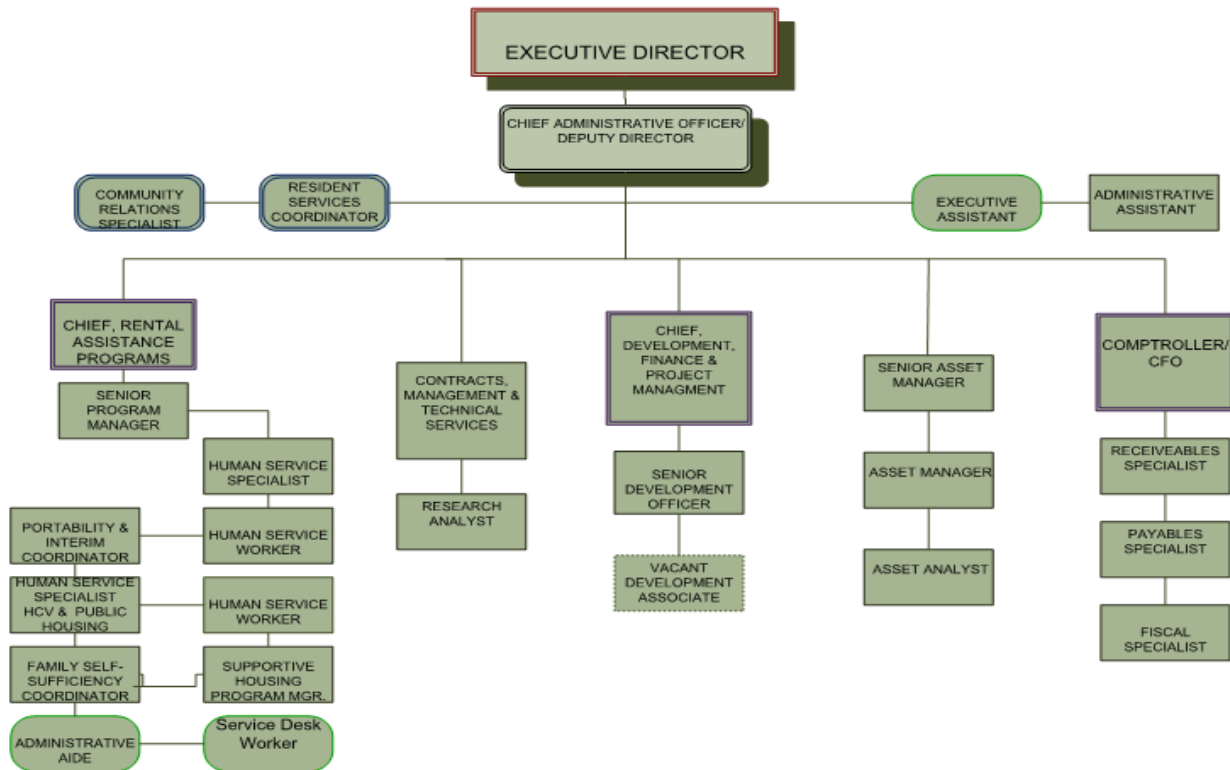 EXECUTIVE DIRECTOR
CHIEF ADMINISTRATIVE OFFICER/
DEPUTY DIRECTOR
COMMUNITY
RELATIONS
SPECIALIST
RESIDENT
SERVICES
COORDINATOR
EXECUTIVE
ASSISTANT
ADMINISTRATIVE
ASSISTANT
CHIEF, RENTAL
ASSISTANCE
PROGRAMS
SENIOR
PROGRAM
MANAGER
HUMAN SERVICE
SPECIALIST
PORTABILITY &
INTERIM
COORDINATOR
HUMAN SERVICE
WORKER
HUMAN SERVICE
SPECIALIST
HCV & PUBLIC
HOUSING
HUMAN SERVICE
WORKER
FAMILY SELF-
SUFFICIENCY
COORDINATOR
SUPPORTIVE
HOUSING
PROGRAM MGR.
ADMINISTRATIVE
AIDE
Service Desk
Worker
CONTRACTS,
MANAGEMENT &
TECHNICAL
SERVICES
RESEARCH
ANALYST
CHIEF,
DEVELOPMENT,
FINANCE &
PROJECT
MANAGMENT
SENIOR
DEVELOPMENT
OFFICER
VACANT
DEVELOPMENT
ASSOCIATE
SENIOR ASSET
MANAGER
ASSET MANAGER
ASSET ANALYST
COMPTROLLER/
CFO
RECEIVEABLES
SPECIALIST
PAYABLES
SPECIALIST
FISCAL
SPECIALIST